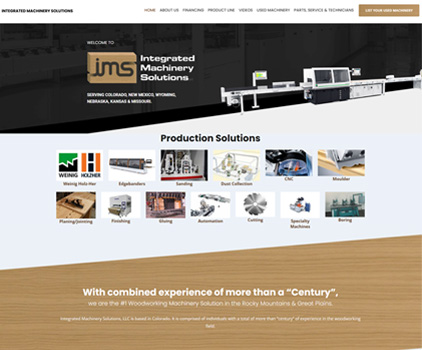 INTEGRATED MACHINERY SOLUTIONS
HOME ABOUT US FINANCING PRODUCT LINE VIDEOS USED MACHINERY PARTS, SERVICE & TECHNICIANS
LIST YOUR USED MACHINERY
WELCOME TO
ims
Integrated
Machinery
Solutions
SERVING COLORADO, NEW MEXICO, WYOMING,
NEBRASKA, KANSAS & MISSOURI.
Production Solutions
WEINIG HOLZHER
Weinig Holz-Her Edgebanders Sanding Dust Collection CNC Moulder
Planing/Jointing Finishing Gluing Automation Cutting Specialty Machines Boring
With combined experience of more than a “Century”,
we are the #1 Woodworking Machinery Solution in the Rocky Mountains & Great Plains.
Integrated Machinery Solutions, LLC is based in Colorado. It is comprised of individuals with a total of more than "century" of experience in the woodworking
field.